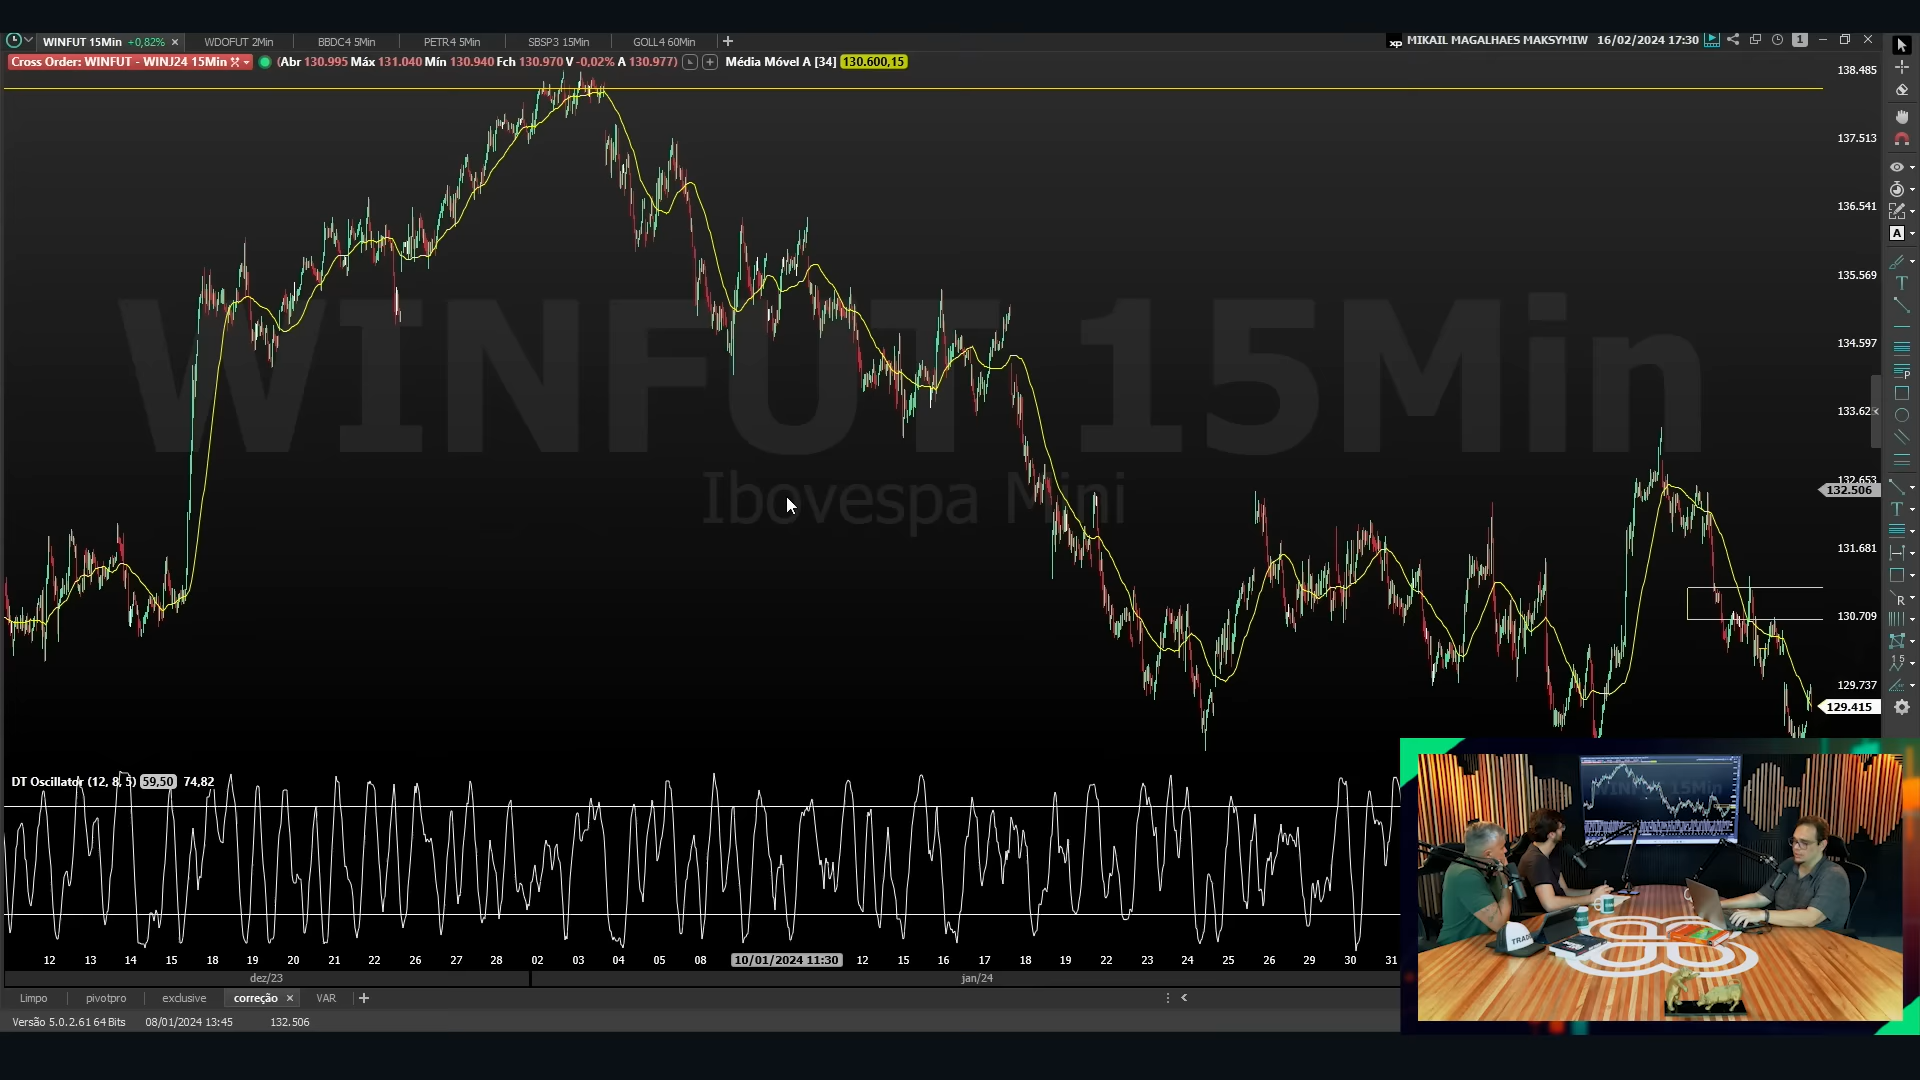 WINFUT 15Min +0,82% ×
WDOFUT 2Min
BBDC4 5Min
PETR4 5Min
SBSP3 15Min
GOLL4 60Min
+
xp MIKAIL MAGALHAES MAKSYMIW 16/02/2024 17:30
1
Cross Order: WINFUT - WINJ24 15Min
(Abr 130.995 Máx 131.040 Mín 130.940 Fch 130.970 V -0,02% A 130.977)
Média Móvel A [34] 130.600,15
138.485
137.513
136.541
135.569
134.597
133.62
132.653
132.506
131.681
130.709
129.737
129.415
WINFUT 15Min
Ibovespa Mini
DT Oscillator (12, 8, 5) 59,50 74,82
12 13 14 15 18 19 20 21 22 26 27 28 02 03 04 05 08 10/01/2024 11:30 12 15 16 17 18 19 22 23 24 25 26 29 30 31
dez/23
jan/24
Limpo
pivotpro
exclusive
correção ×
VAR
+
Versão 5.0.2.61 64 Bits
08/01/2024 13:45
132.506
TRAD